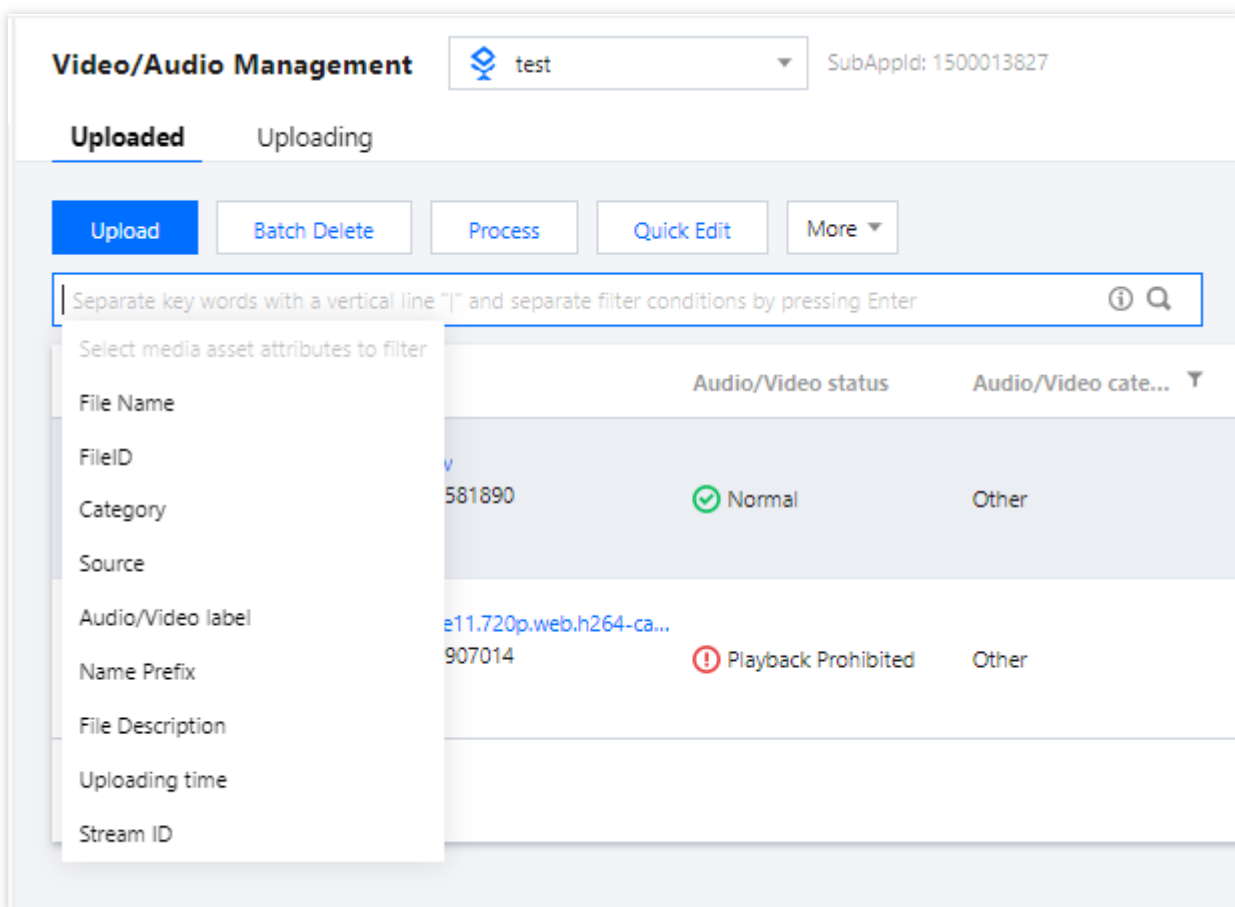 Video/Audio Management test SubAppId: 1500013827
Uploaded Uploading
Upload Batch Delete Process Quick Edit More
Separate key words with a vertical line "|" and separate filter conditions by pressing Enter
Select media asset attributes to filter
Audio/Video status Audio/Video cate...
File Name
FileID
581890 Normal Other
Category
Source
Audio/Video label
e11.720p.web.h264-ca...
907014 Playback Prohibited Other
Name Prefix
File Description
Uploading time
Stream ID